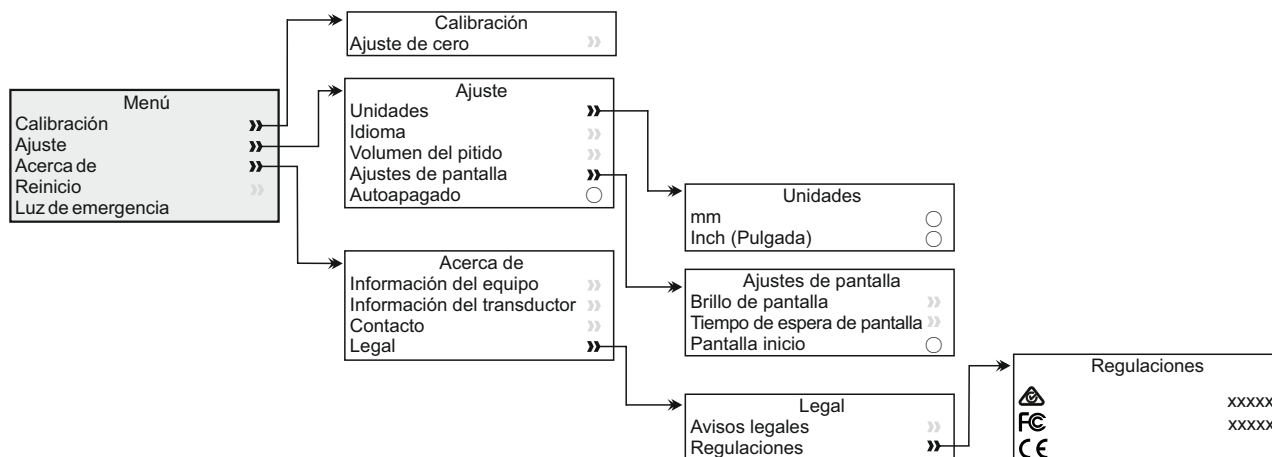 Calibración
Ajuste de cero
Menú
Calibración
Ajuste
Acerca de
Reinicio
Luz de emergencia
Ajuste
Unidades
Idioma
Volumen del pitido
Ajustes de pantalla
Autoapagado
Acerca de
Información del equipo
Información del transductor
Contacto
Legal
Unidades
mm
Inch (Pulgada)
Ajustes de pantalla
Brillo de pantalla
Tiempo de espera de pantalla
Pantalla inicio
Legal
Avisos legales
Regulaciones
Regulaciones
xxxxx
FC xxxxx
CE